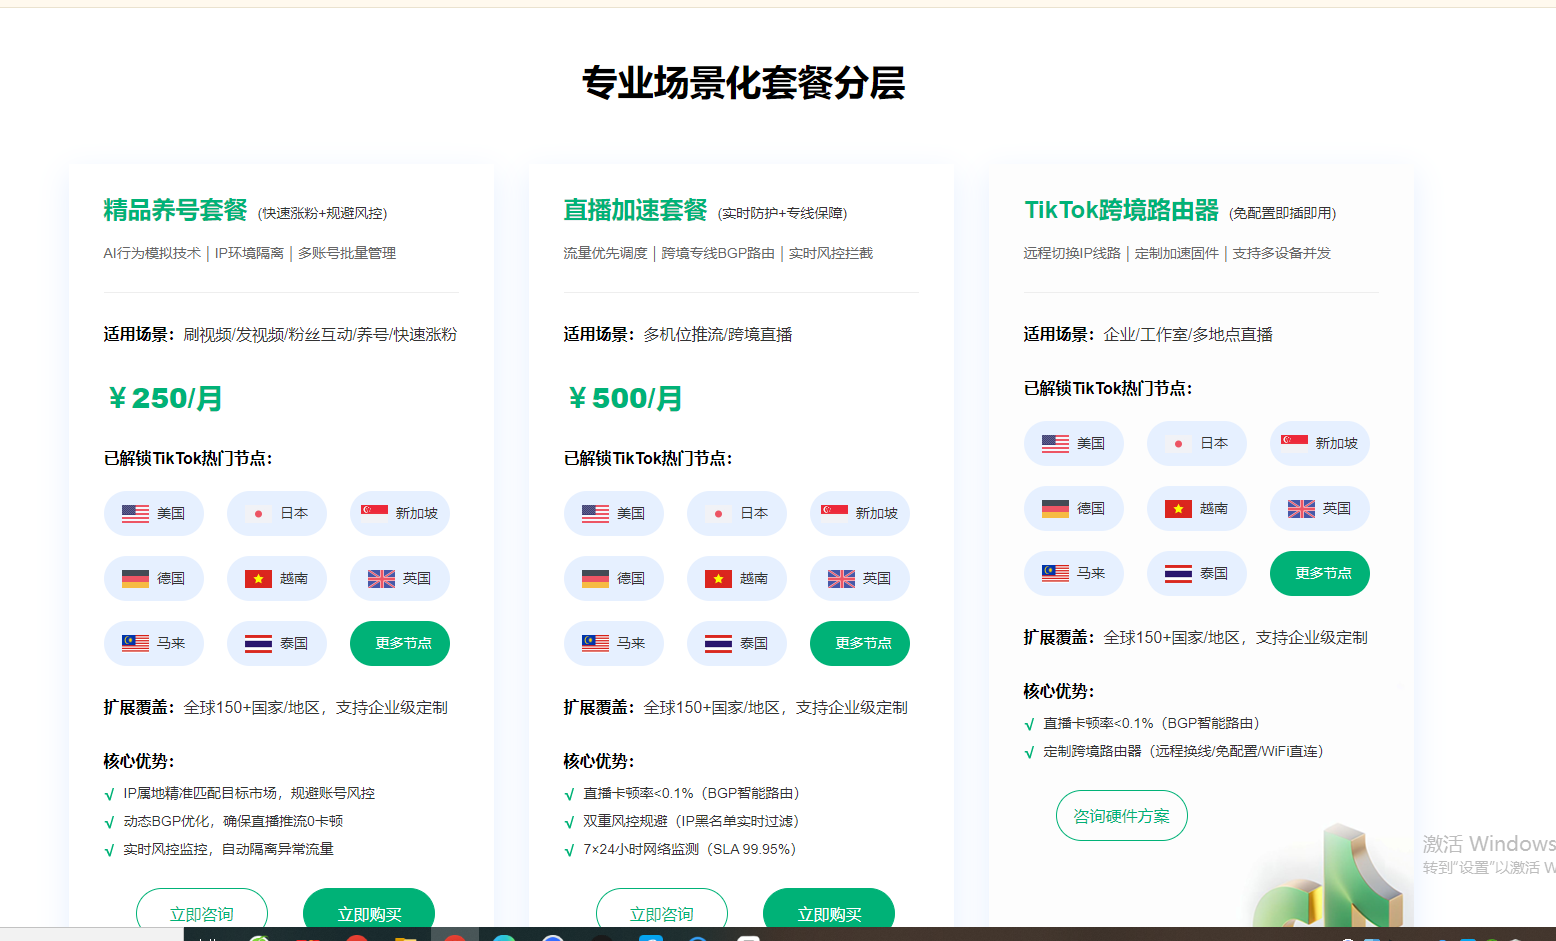 专业场景化套餐分层
精品养号套餐 (快速涨粉+规避风控)
AI行为模拟技术 | IP环境隔离 | 多账号批量管理
适用场景：刷视频/发视频/粉丝互动/养号/快速涨粉
￥250/月
已解锁TikTok热门节点：
美国 日本 新加坡
德国 越南 英国
马来 泰国 更多节点
扩展覆盖：全球150+国家/地区，支持企业级定制
核心优势：
√ IP属地精准匹配目标市场，规避账号风控
√ 动态BGP优化，确保直播推流0卡顿
√ 实时风控监控，自动隔离异常流量
立即咨询 立即购买
直播加速套餐 (实时防护+专线保障)
流量优先调度 | 跨境专线BGP路由 | 实时风控拦截
适用场景：多机位推流/跨境直播
￥500/月
已解锁TikTok热门节点：
美国 日本 新加坡
德国 越南 英国
马来 泰国 更多节点
扩展覆盖：全球150+国家/地区，支持企业级定制
核心优势：
√ 直播卡顿率<0.1%（BGP智能路由）
√ 双重风控规避（IP黑名单实时过滤）
√ 7×24小时网络监测（SLA 99.95%）
立即咨询 立即购买
TikTok跨境路由器 (免配置即插即用)
远程切换IP线路 | 定制加速固件 | 支持多设备并发
适用场景：企业/工作室/多地点直播
已解锁TikTok热门节点：
美国 日本 新加坡
德国 越南 英国
马来 泰国 更多节点
扩展覆盖：全球150+国家/地区，支持企业级定制
核心优势：
√ 直播卡顿率<0.1%（BGP智能路由）
√ 定制跨境路由器（远程换线/免配置/WiFi直连）
咨询硬件方案
激活 Windows
转到"设置"以激活 W